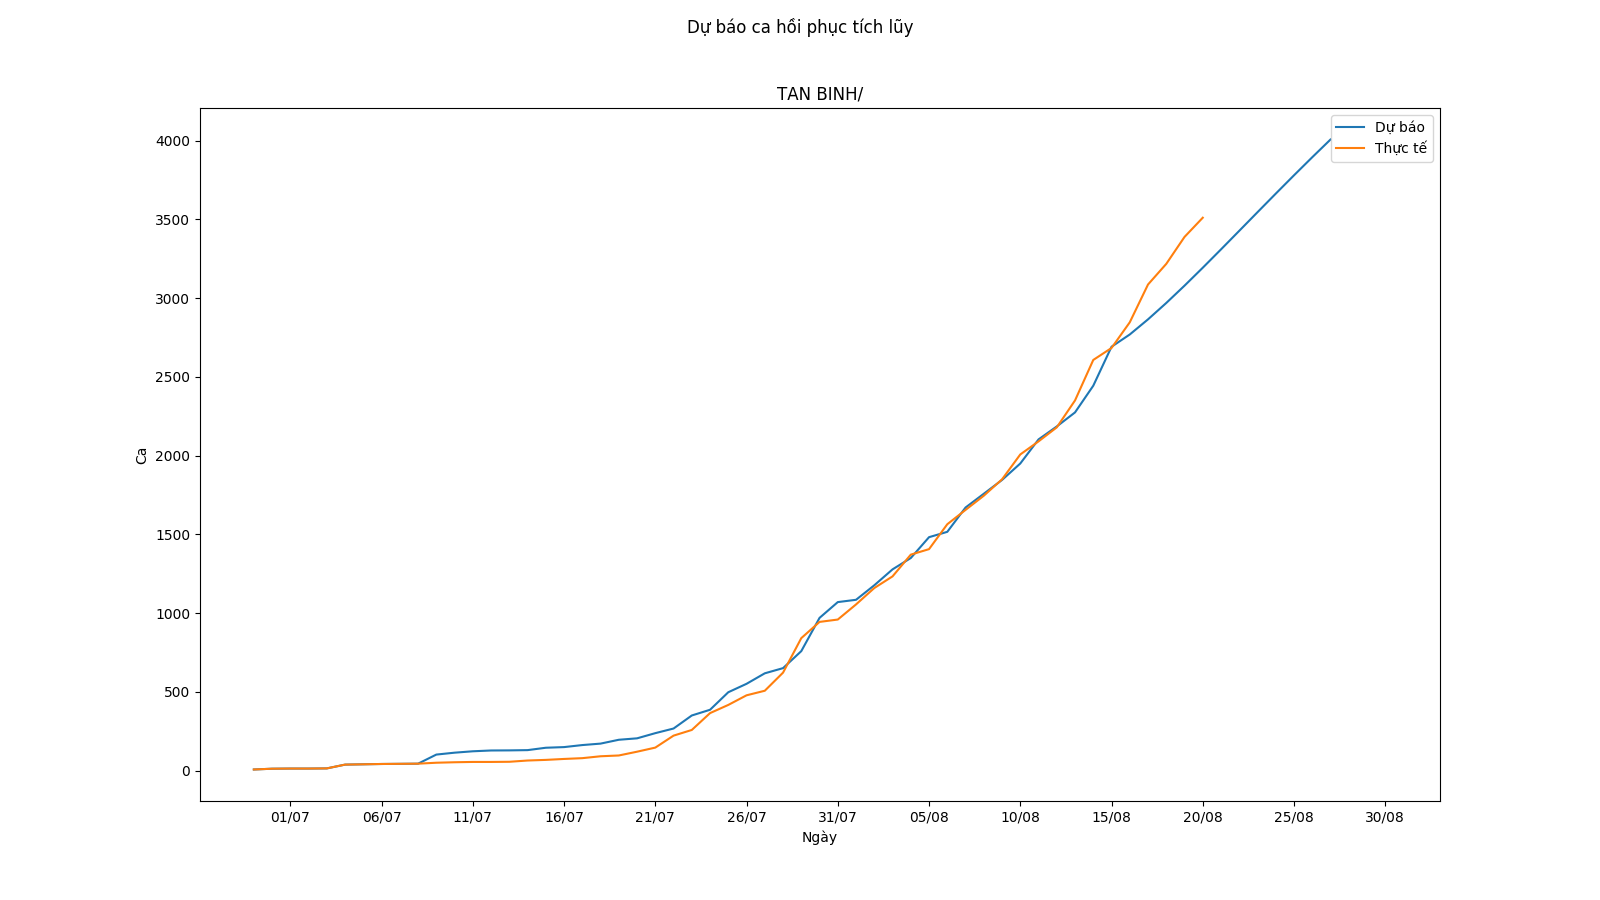 Dự báo ca hồi phục tích lũy
TAN BINH/
Dự báo
Thực tế
4000
3500
3000
2500
2000
1500
1000
500
0
Ca
01/07 06/07 11/07 16/07 21/07 26/07 31/07 05/08 10/08 15/08 20/08 25/08 30/08
Ngày